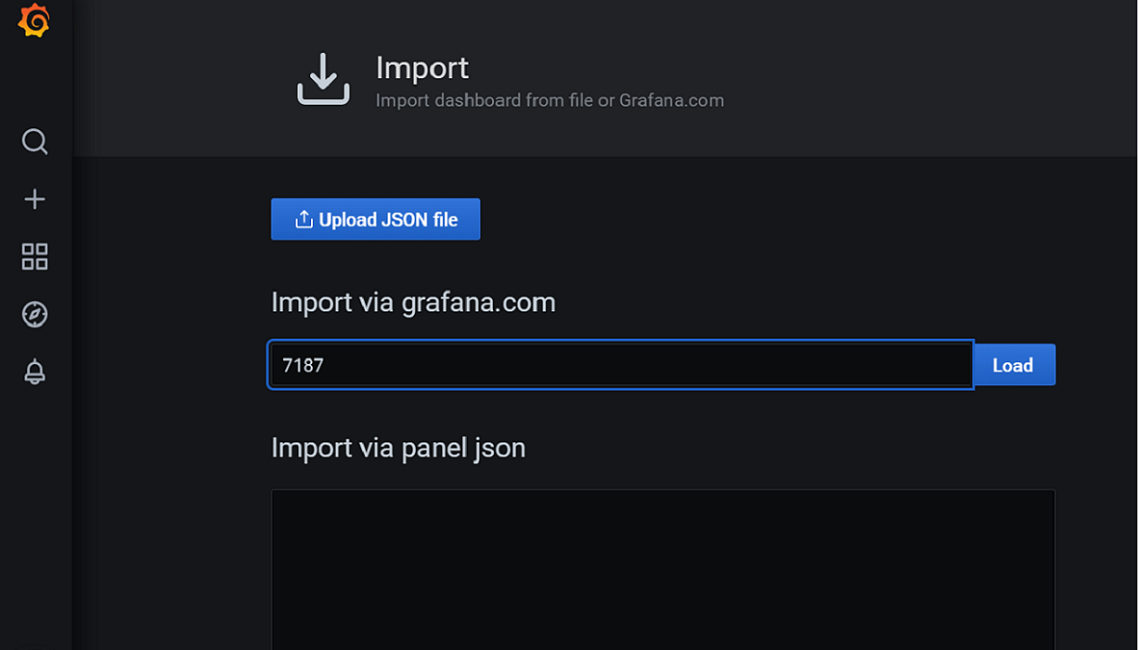 Import
Import dashboard from file or Grafana.com
Upload JSON file
Import via grafana.com
7187
Load
Import via panel json